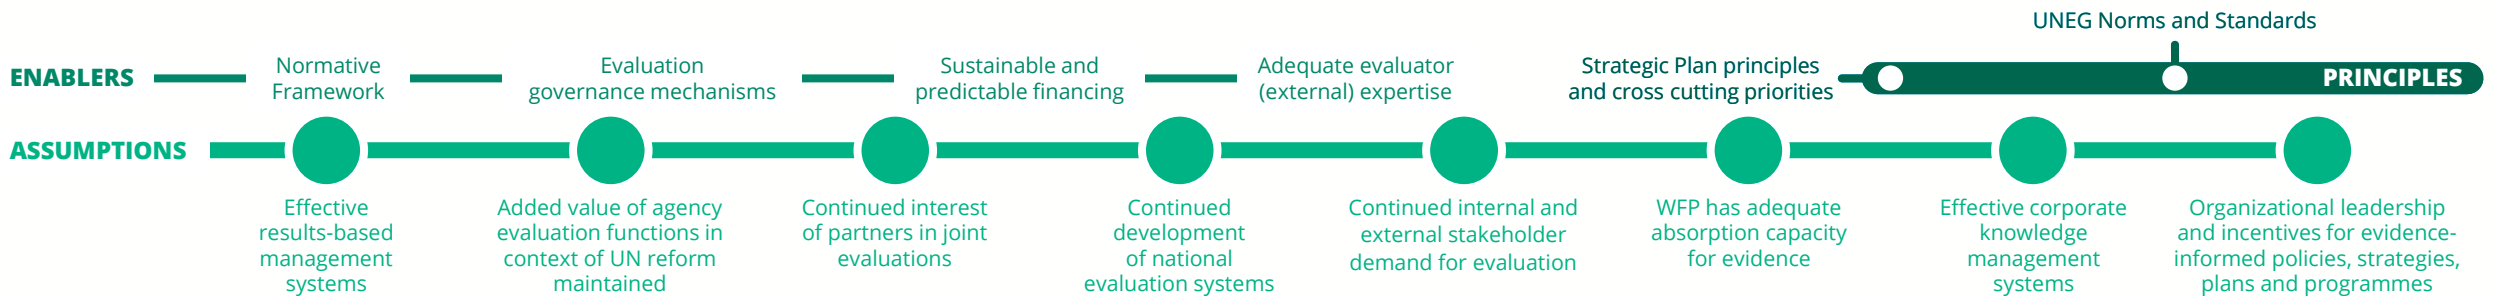 UNEG Norms and Standards
ENABLERS
Normative
Framework
Evaluation
governance mechanisms
Sustainable and
predictable financing
Adequate evaluator
(external) expertise
Strategic Plan principles
and cross cutting priorities
PRINCIPLES
ASSUMPTIONS
Effective
results-based
management
systems
Added value of agency
evaluation functions in
context of UN reform
maintained
Continued interest
of partners in joint
evaluations
Continued
development
of national
evaluation systems
Continued internal and
external stakeholder
demand for evaluation
WFP has adequate
absorption capacity
for evidence
Effective corporate
knowledge
management
systems
Organizational leadership
and incentives for evidence-
informed policies, strategies,
plans and programmes